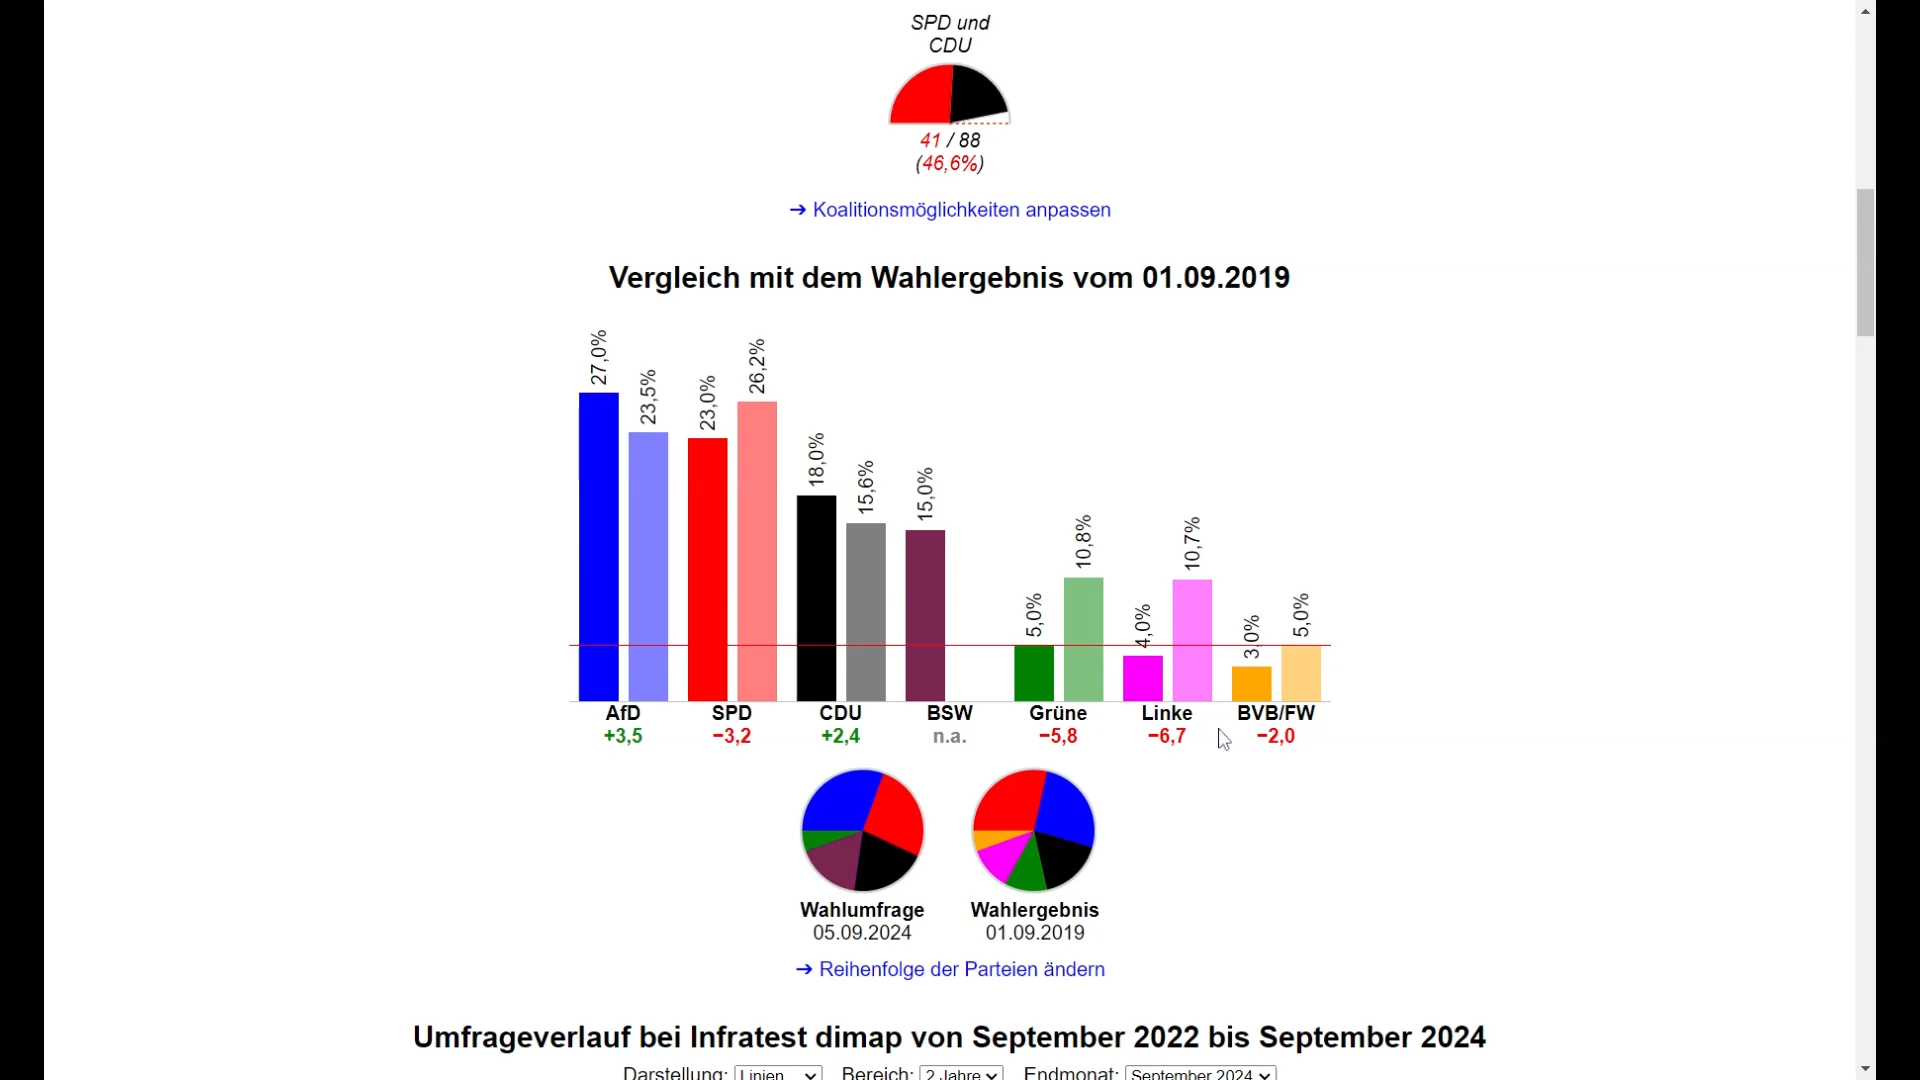 SPD und
CDU
41 / 88
(46,6%)
➔ Koalitionsmöglichkeiten anpassen
Vergleich mit dem Wahlergebnis vom 01.09.2019
27,0%
23,5%
23,0%
26,2%
18,0%
15,6%
15,0%
5,0%
10,8%
4,0%
10,7%
3,0%
5,0%
AfD SPD CDU BSW Grüne Linke BVB/FW
+3,5 −3,2 +2,4 n.a. −5,8 −6,7 −2,0
Wahlumfrage Wahlergebnis
05.09.2024 01.09.2019
➔ Reihenfolge der Parteien ändern
Umfrageverlauf bei Infratest dimap von September 2022 bis September 2024
Darstellung: Linien Bereich: 2 Jahre Endmonat: September 2024